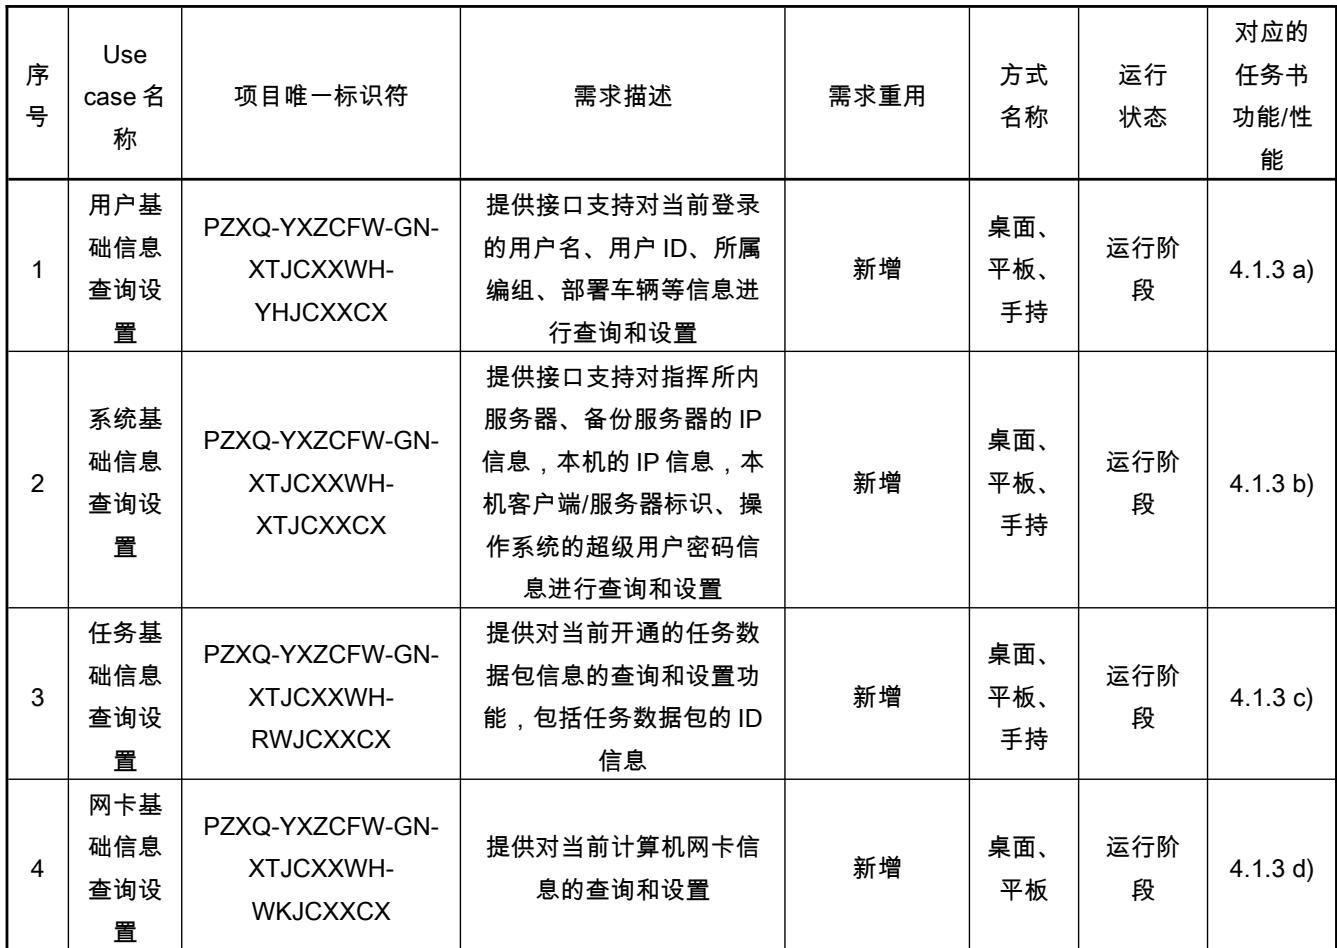 序
号
Use
case 名
称
项目唯一标识符
需求描述
需求重用
方式
名称
运行
状态
对应的
任务书
功能/性
能
1
用户基
础信息
查询设
置
PZXQ-YXZCFW-GN-
XTJCXXWH-
YHJCXXCX
提供接口支持对当前登录
的用户名、用户 ID、所属
编组、部署车辆等信息进
行查询和设置
新增
桌面、
平板、
手持
运行阶
段
4.1.3 a)
2
系统基
础信息
查询设
置
PZXQ-YXZCFW-GN-
XTJCXXWH-
XTJCXXCX
提供接口支持对指挥所内
服务器、备份服务器的 IP
信息，本机的 IP 信息，本
机客户端/服务器标识、操
作系统的超级用户密码信
息进行查询和设置
新增
桌面、
平板、
手持
运行阶
段
4.1.3 b)
3
任务基
础信息
查询设
置
PZXQ-YXZCFW-GN-
XTJCXXWH-
RWJCXXCX
提供对当前开通的任务数
据包信息的查询和设置功
能，包括任务数据包的 ID
信息
新增
桌面、
平板、
手持
运行阶
段
4.1.3 c)
4
网卡基
础信息
查询设
置
PZXQ-YXZCFW-GN-
XTJCXXWH-
WKJCXXCX
提供对当前计算机网卡信
息的查询和设置
新增
桌面、
平板
运行阶
段
4.1.3 d)